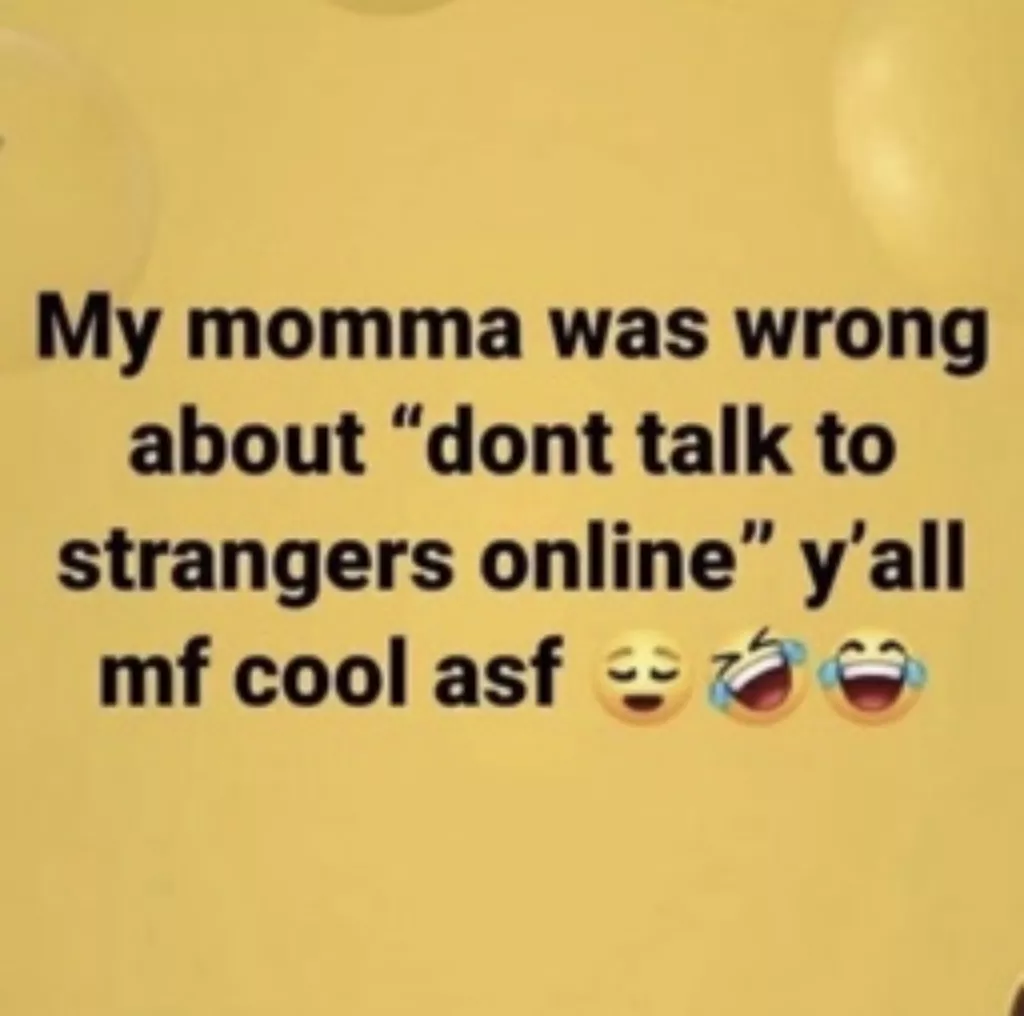 My momma was wrong
about “dont talk to
strangers online” y’all
mf cool asf 😩🤣😂